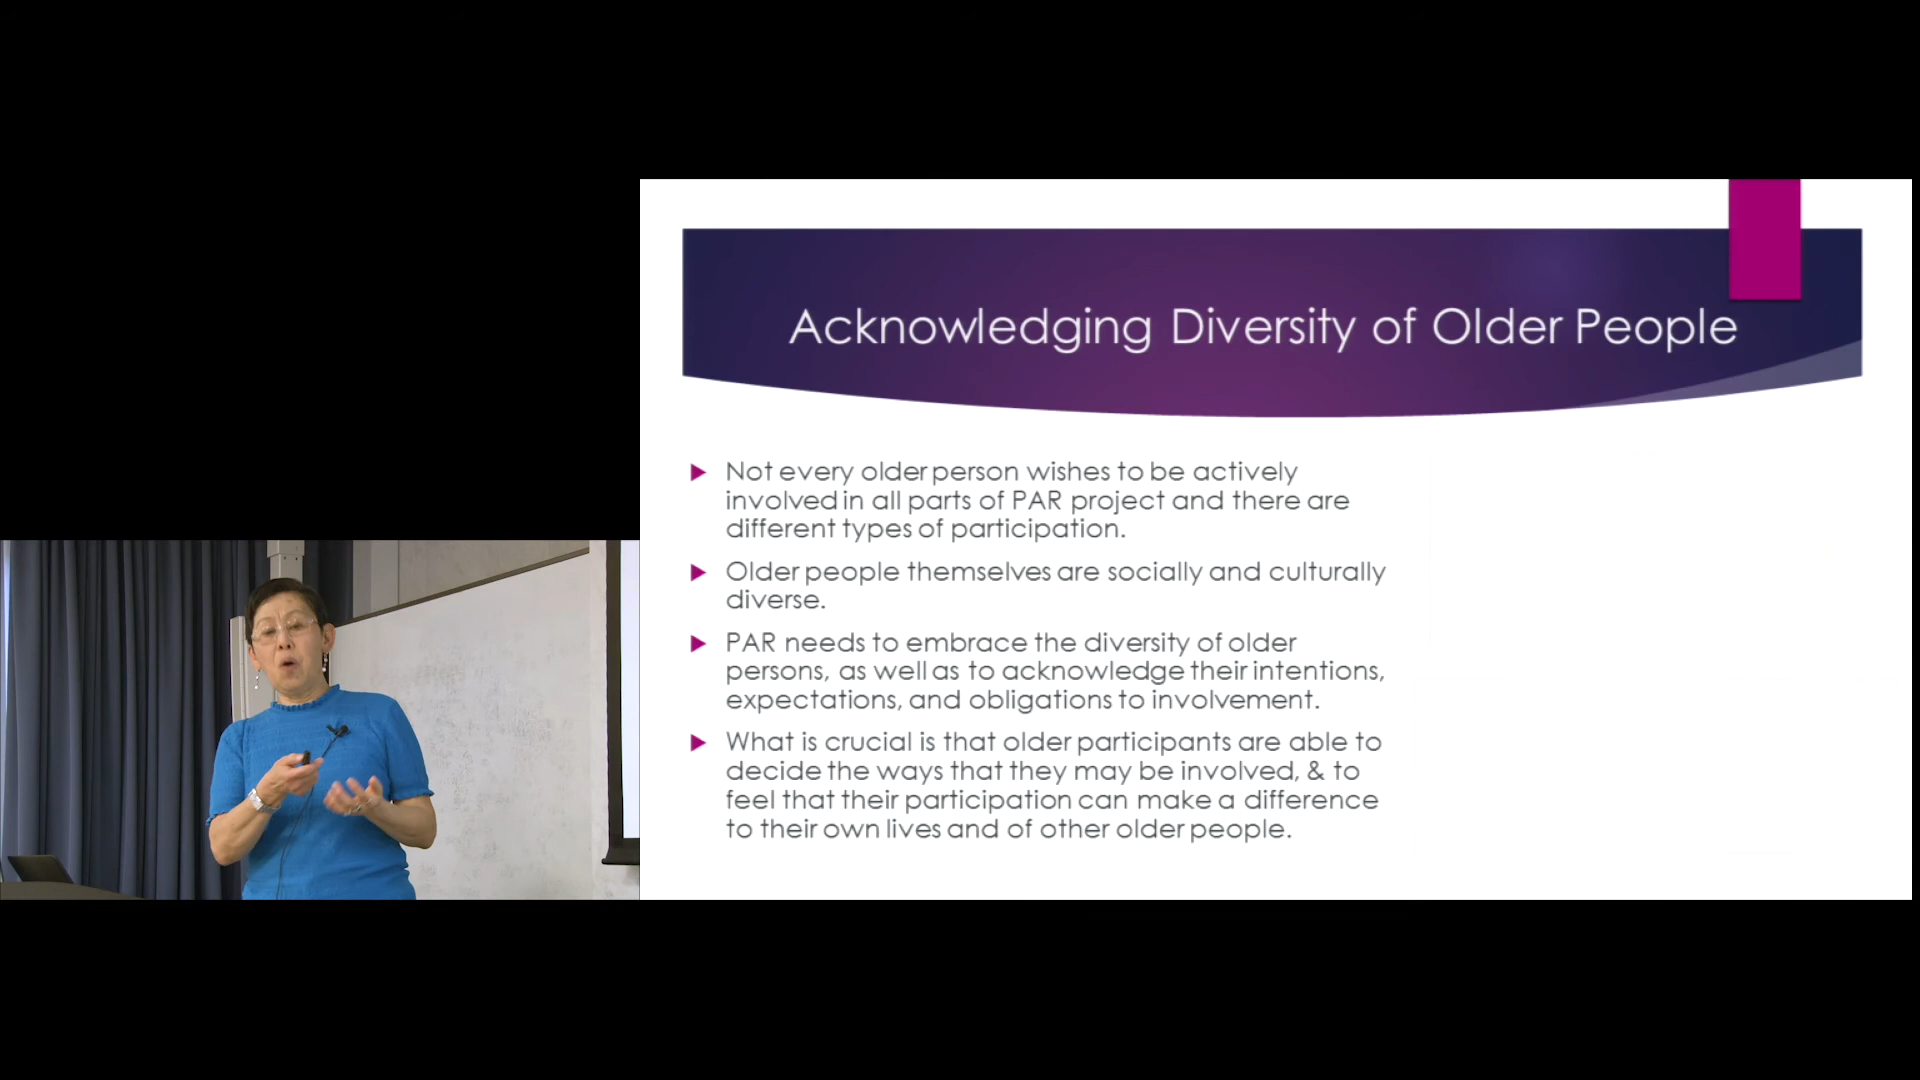 Acknowledging Diversity of Older People
Not every older person wishes to be actively
involved in all parts of PAR project and there are
different types of participation.
Older people themselves are socially and culturally
diverse.
PAR needs to embrace the diversity of older
persons, as well as to acknowledge their intentions,
expectations, and obligations to involvement.
What is crucial is that older participants are able to
decide the ways that they may be involved, & to
feel that their participation can make a difference
to their own lives and of other older people.